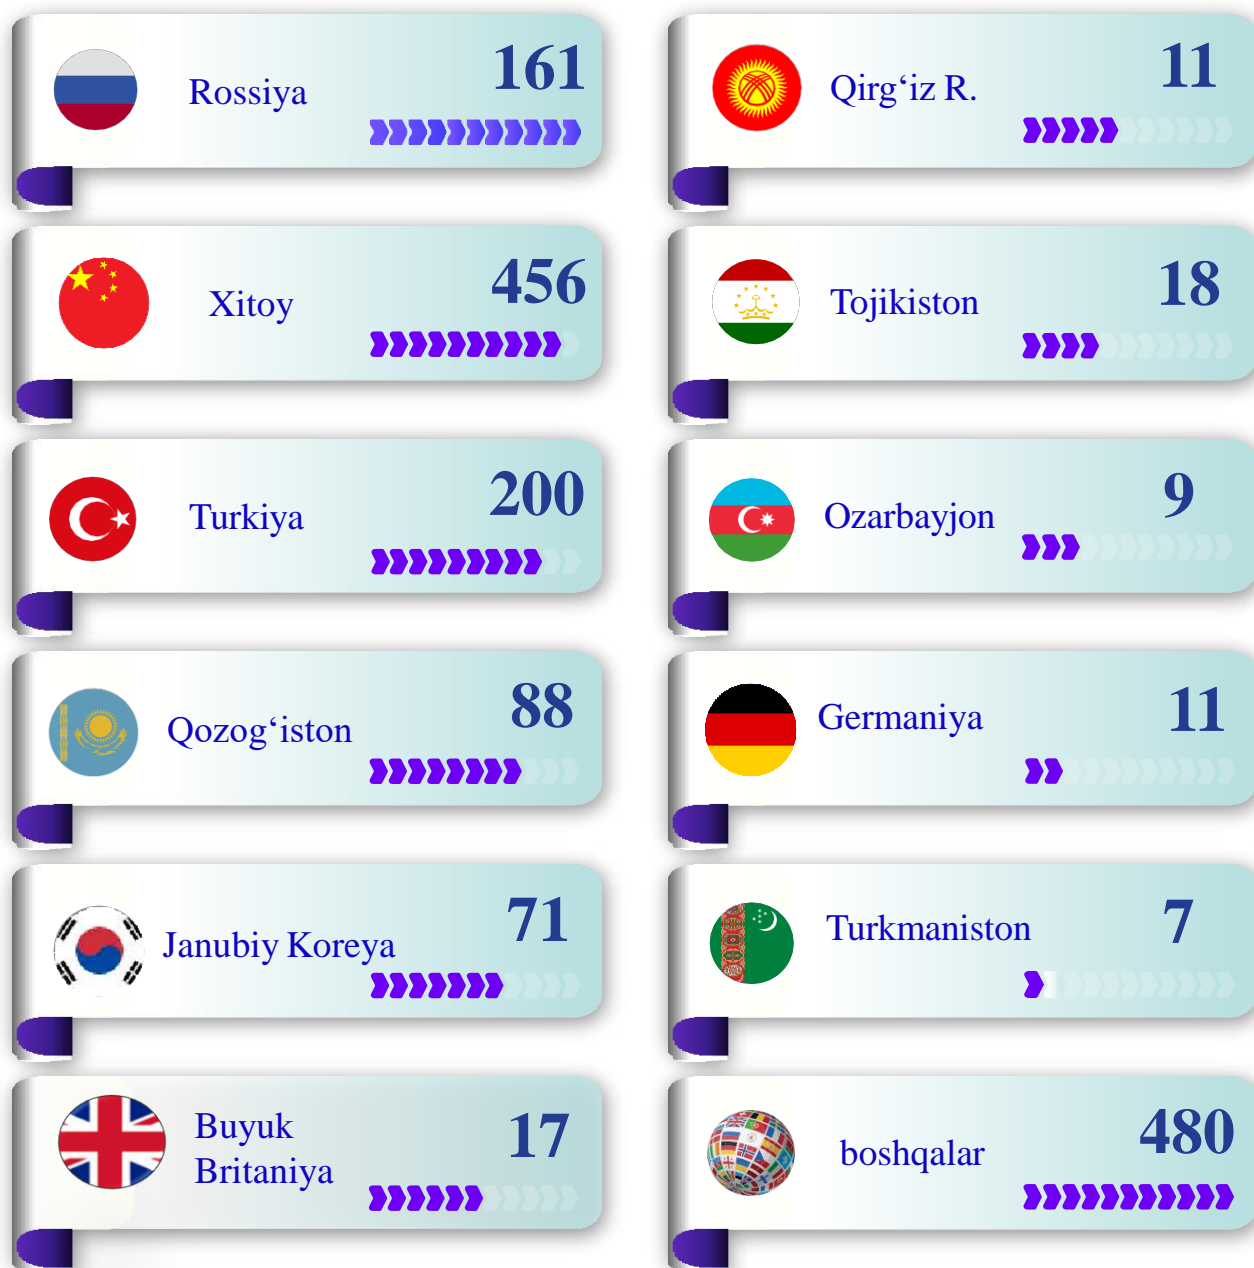 Rossiya
161
Xitoy
456
Turkiya
200
Qozog‘iston
88
Janubiy Koreya
71
Buyuk
Britaniya
17
Qirg‘iz R.
11
Tojikiston
18
Ozarbayjon
9
Germaniya
11
Turkmaniston
7
boshqalar
480